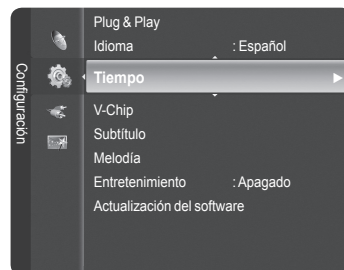 Configuración
Plug & Play
Idioma : Español
Tiempo
V-Chip
Subtítulo
Melodía
Entretenimiento : Apagado
Actualización del software